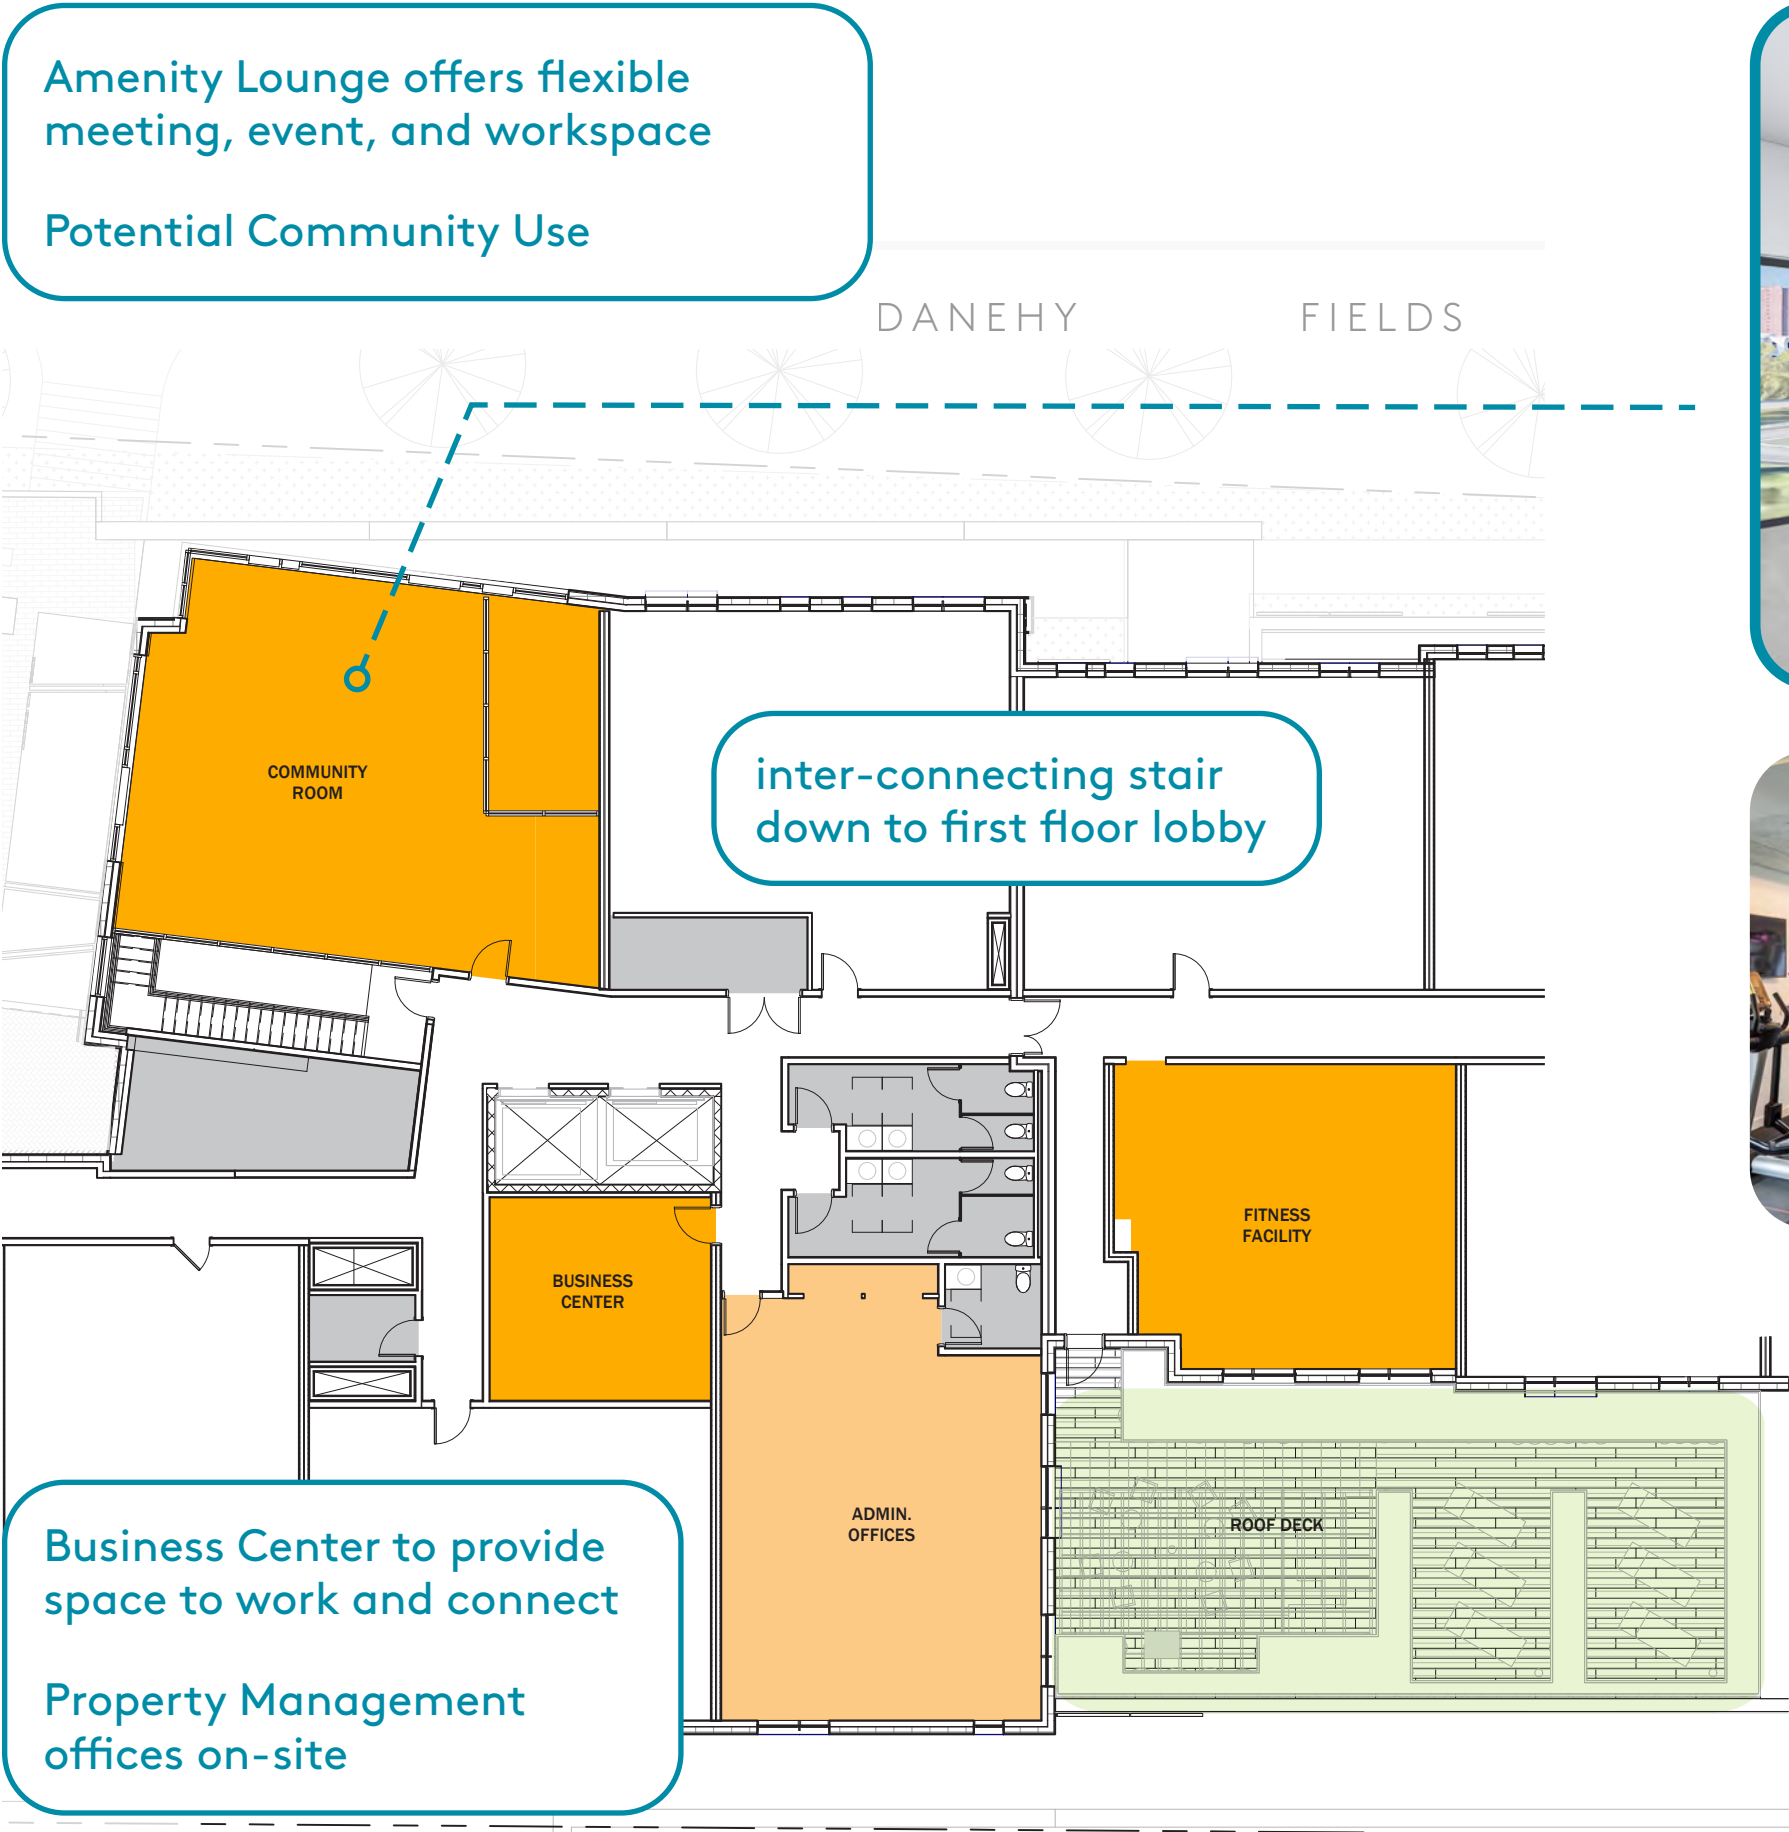 Amenity Lounge offers flexible
meeting, event, and workspace
Potential Community Use
DANEHY FIELDS
COMMUNITY
ROOM
inter-connecting stair
down to first floor lobby
FITNESS
FACILITY
BUSINESS
CENTER
ADMIN.
OFFICES
ROOF DECK
Business Center to provide
space to work and connect
Property Management
offices on-site